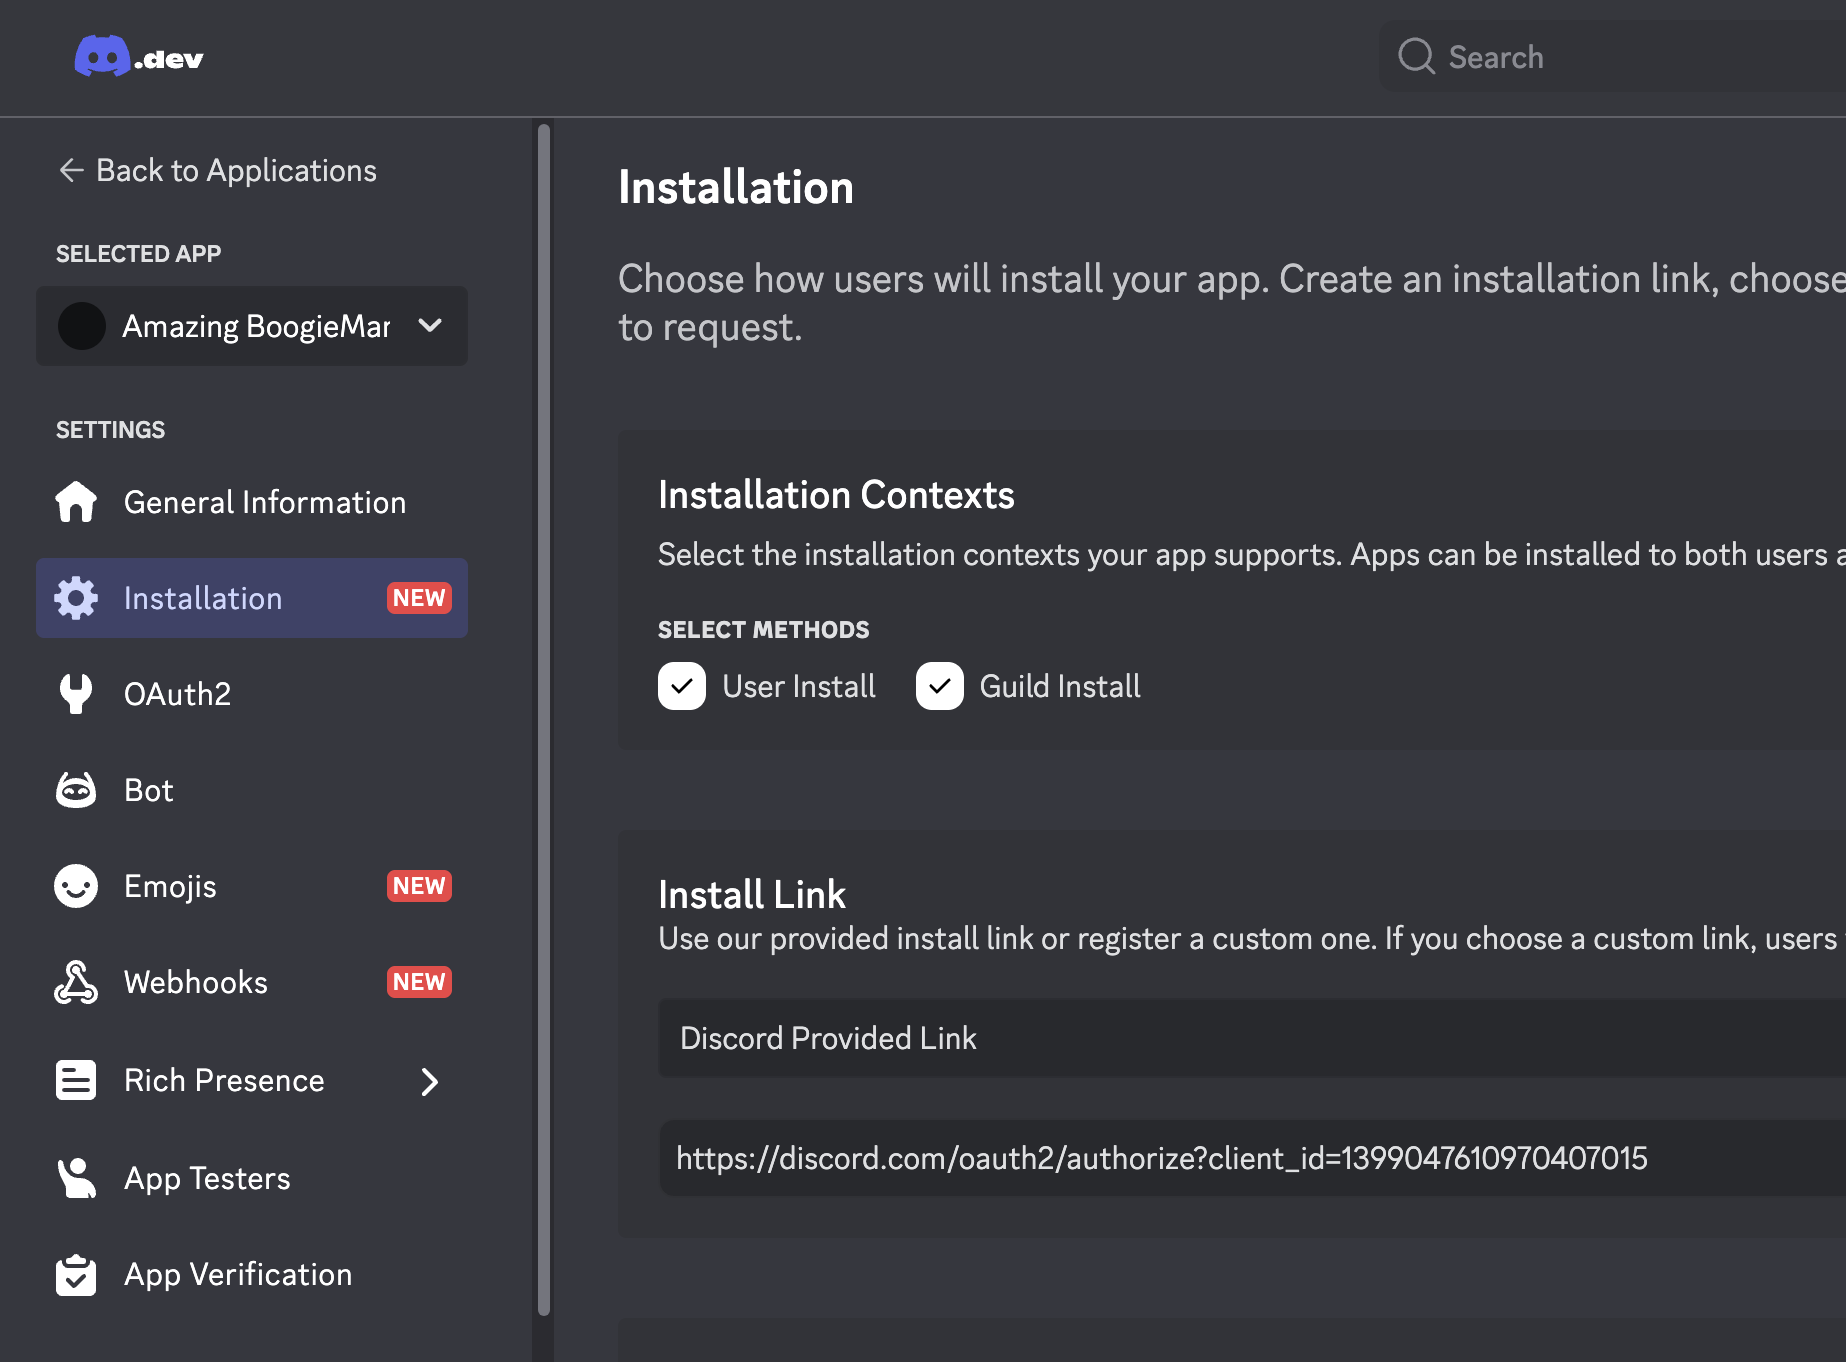 .dev
Search
Back to Applications
SELECTED APP
Amazing BoogieMar
SETTINGS
General Information
Installation NEW
OAuth2
Bot
Emojis NEW
Webhooks NEW
Rich Presence
App Testers
App Verification
Installation
Choose how users will install your app. Create an installation link, choose
to request.
Installation Contexts
Select the installation contexts your app supports. Apps can be installed to both users a
SELECT METHODS
User Install Guild Install
Install Link
Use our provided install link or register a custom one. If you choose a custom link, users
Discord Provided Link
https://discord.com/oauth2/authorize?client_id=1399047610970407015